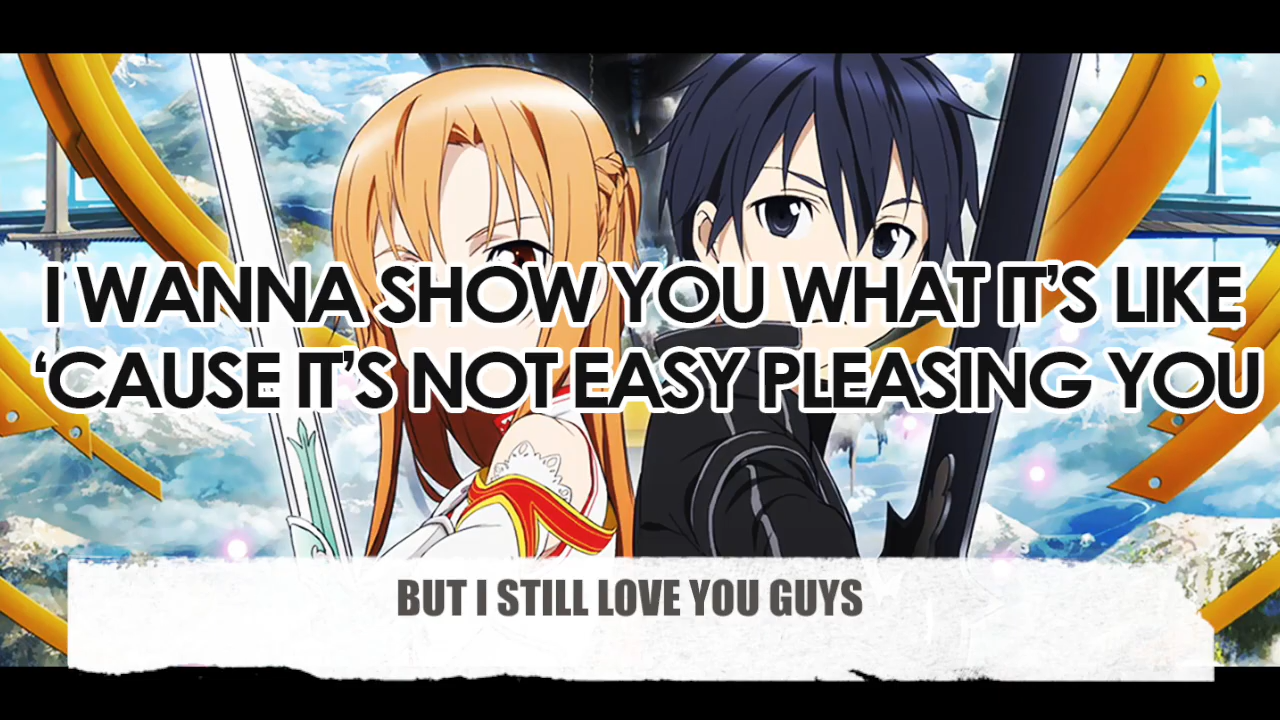 I WANNA SHOW YOU WHAT IT’S LIKE
‘CAUSE IT’S NOT EASY PLEASING YOU
BUT I STILL LOVE YOU GUYS